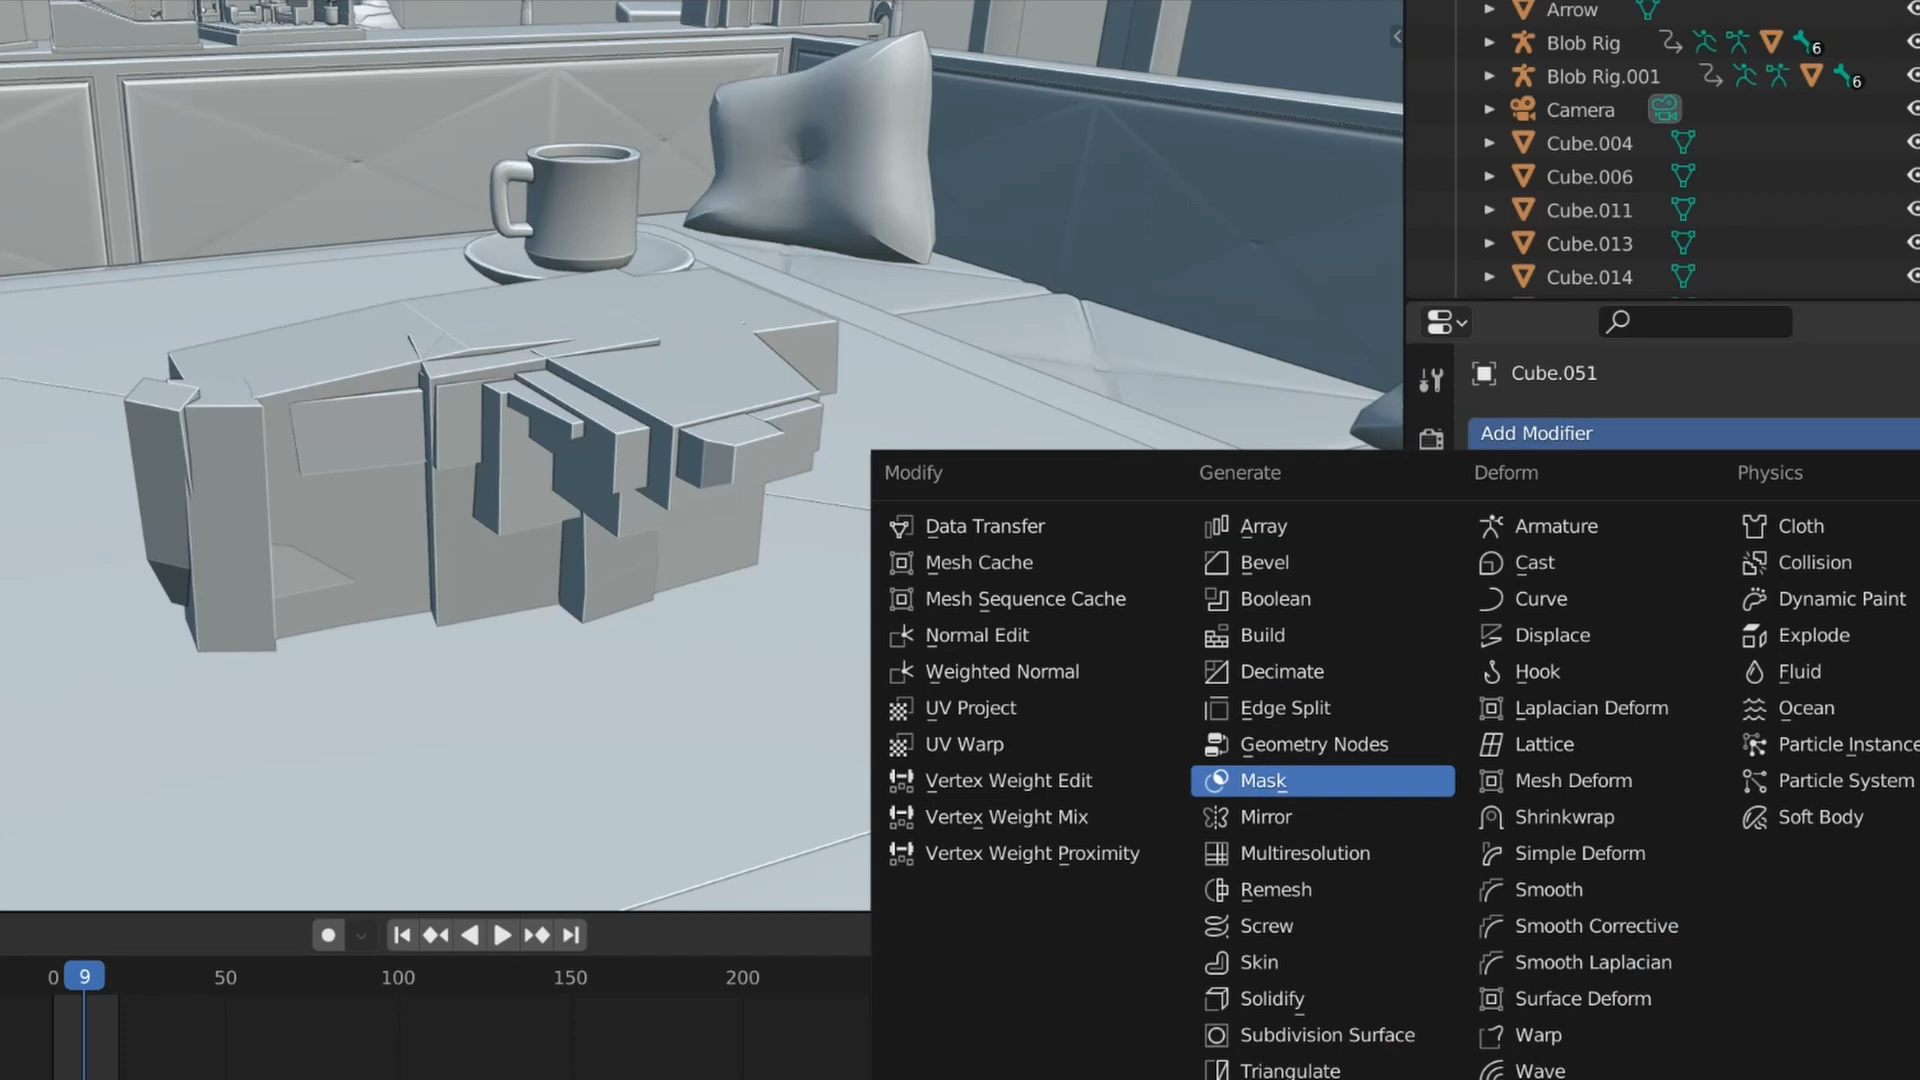 Arrow
Blob Rig 6
Blob Rig.001 6
Camera
Cube.004
Cube.006
Cube.011
Cube.013
Cube.014
Cube.051
Add Modifier
Modify Generate Deform Physics
Data Transfer Array Armature Cloth
Mesh Cache Bevel Cast Collision
Mesh Sequence Cache Boolean Curve Dynamic Paint
Normal Edit Build Displace Explode
Weighted Normal Decimate Hook Fluid
UV Project Edge Split Laplacian Deform Ocean
UV Warp Geometry Nodes Lattice Particle Instance
Vertex Weight Edit Mask Mesh Deform Particle System
Vertex Weight Mix Mirror Shrinkwrap Soft Body
Vertex Weight Proximity Multiresolution Simple Deform
Remesh Smooth
Screw Smooth Corrective
Skin Smooth Laplacian
Solidify Surface Deform
Subdivision Surface Warp
Triangulate Wave
0 9 50 100 150 200